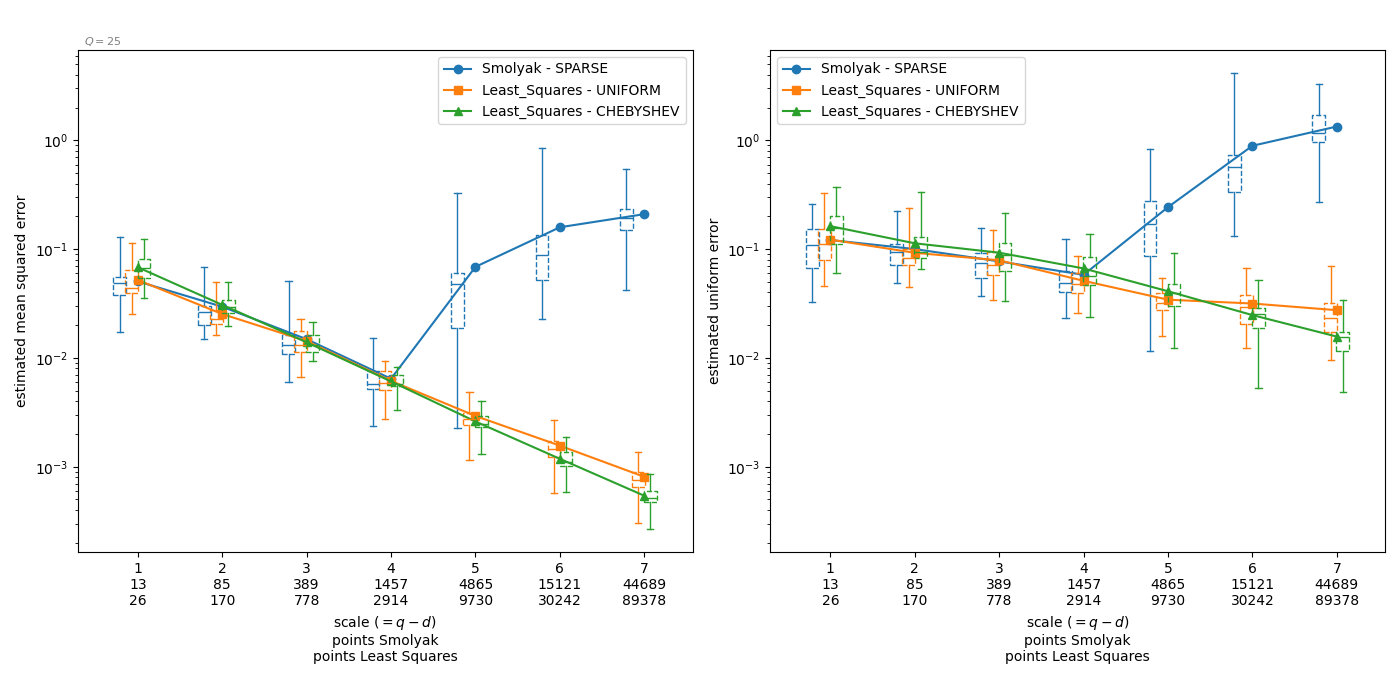 Q = 25
Smolyak - SPARSE
Least_Squares - UNIFORM
Least_Squares - CHEBYSHEV
estimated mean squared error
10⁰
10⁻¹
10⁻²
10⁻³
1 2 3 4 5 6 7
13 85 389 1457 4865 15121 44689
26 170 778 2914 9730 30242 89378
scale (= q − d)
points Smolyak
points Least Squares
Smolyak - SPARSE
Least_Squares - UNIFORM
Least_Squares - CHEBYSHEV
estimated uniform error
10⁰
10⁻¹
10⁻²
10⁻³
1 2 3 4 5 6 7
13 85 389 1457 4865 15121 44689
26 170 778 2914 9730 30242 89378
scale (= q − d)
points Smolyak
points Least Squares